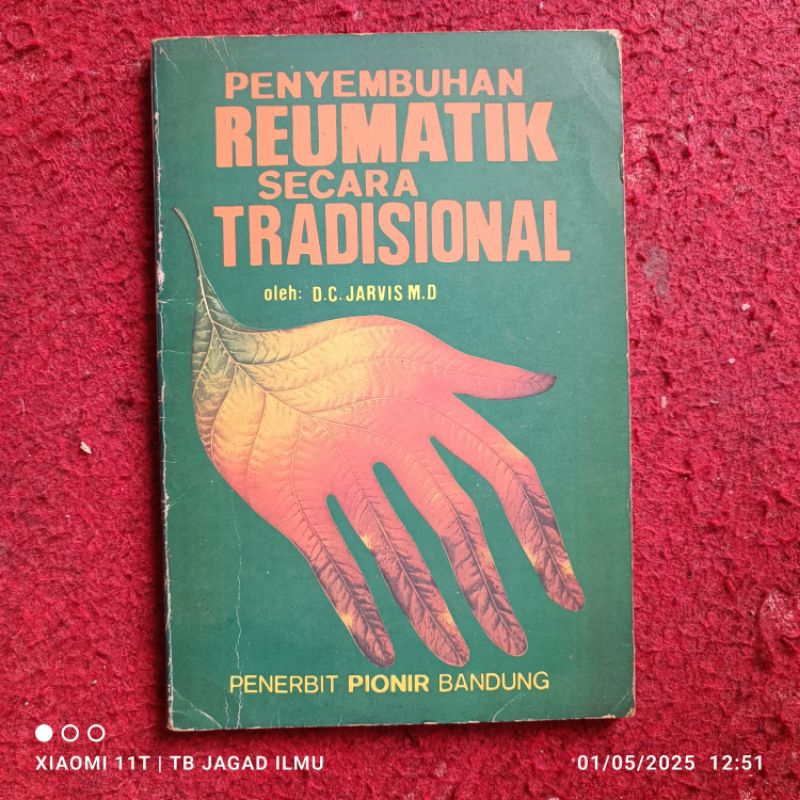 PENYEMBUHAN
REUMATIK
SECARA
TRADISIONAL
oleh: D.C. JARVIS M.D
PENERBIT PIONIR BANDUNG
XIAOMI 11T | TB JAGAD ILMU
01/05/2025 12:51